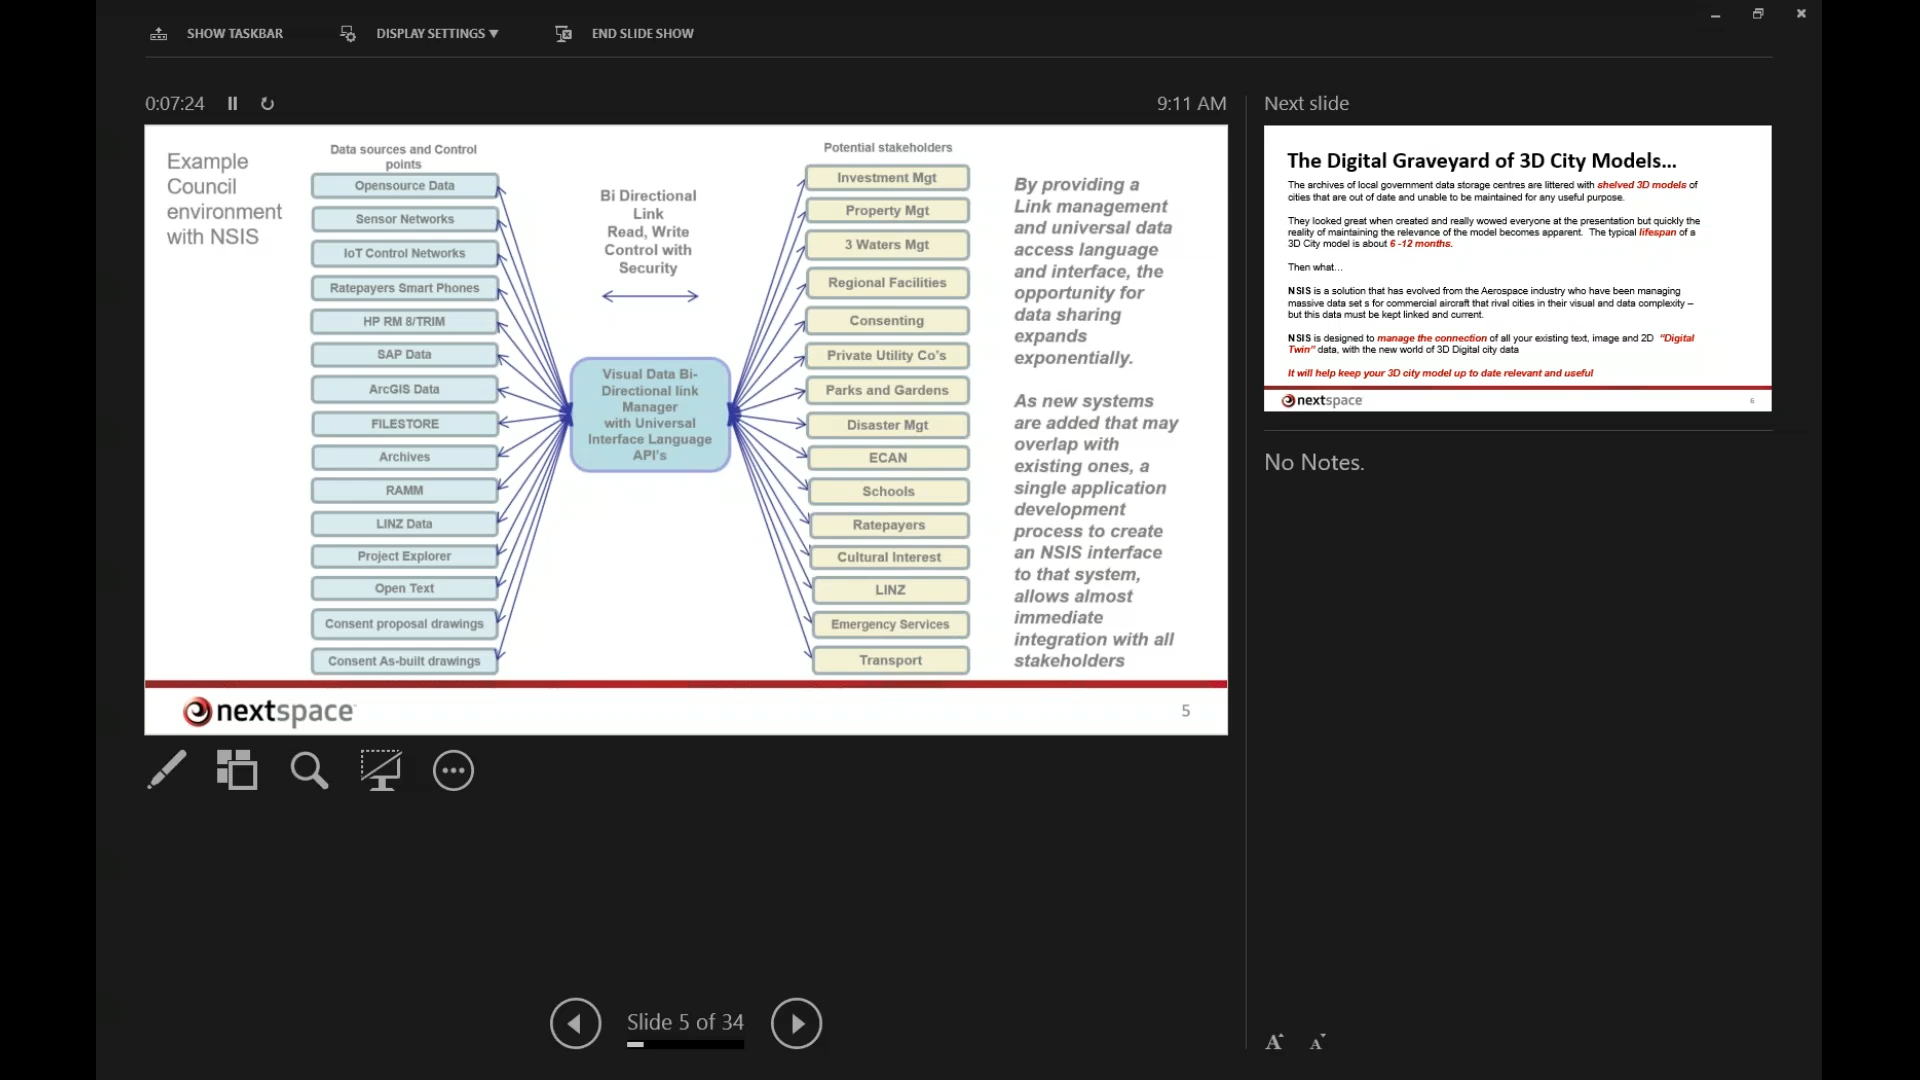 SHOW TASKBAR
DISPLAY SETTINGS ▼
END SLIDE SHOW
0:07:24
9:11 AM
Next slide
Example
Council
environment
with NSIS
Data sources and Control
points
Opensource Data
Sensor Networks
IoT Control Networks
Ratepayers Smart Phones
HP RM 8/TRIM
SAP Data
ArcGIS Data
FILESTORE
Archives
RAMM
LINZ Data
Project Explorer
Open Text
Consent proposal drawings
Consent As-built drawings
Bi Directional
Link
Read, Write
Control with
Security
Visual Data Bi-
Directional link
Manager
with Universal
Interface Language
API's
Potential stakeholders
Investment Mgt
Property Mgt
3 Waters Mgt
Regional Facilities
Consenting
Private Utility Co's
Parks and Gardens
Disaster Mgt
ECAN
Schools
Ratepayers
Cultural Interest
LINZ
Emergency Services
Transport
By providing a
Link management
and universal data
access language
and interface, the
opportunity for
data sharing
expands
exponentially.
As new systems
are added that may
overlap with
existing ones, a
single application
development
process to create
an NSIS interface
to that system,
allows almost
immediate
integration with all
stakeholders
nextspace
5
The Digital Graveyard of 3D City Models...
The archives of local government data storage centres are littered with shelved 3D models of
cities that are out of date and unable to be maintained for any useful purpose.
They looked great when created and really wowed everyone at the presentation but quickly the
reality of maintaining the relevance of the model becomes apparent. The typical lifespan of a
3D City model is about 6 -12 months.
Then what...
NSIS is a solution that has evolved from the Aerospace industry who have been managing
massive data set s for commercial aircraft that rival cities in their visual and data complexity –
but this data must be kept linked and current.
NSIS is designed to manage the connection of all your existing text, image and 2D "Digital
Twin" data, with the new world of 3D Digital city data
It will help keep your 3D city model up to date relevant and useful
nextspace
6
No Notes.
Slide 5 of 34
A A